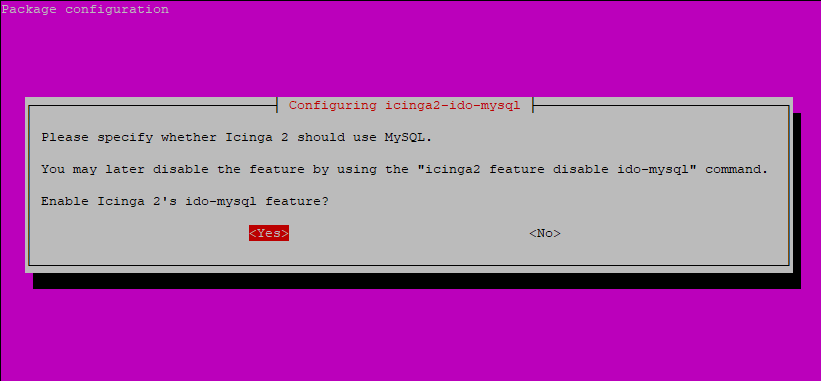 Package configuration
Configuring icinga2-ido-mysql
Please specify whether Icinga 2 should use MySQL.
You may later disable the feature by using the "icinga2 feature disable ido-mysql" command.
Enable Icinga 2's ido-mysql feature?
<Yes> <No>